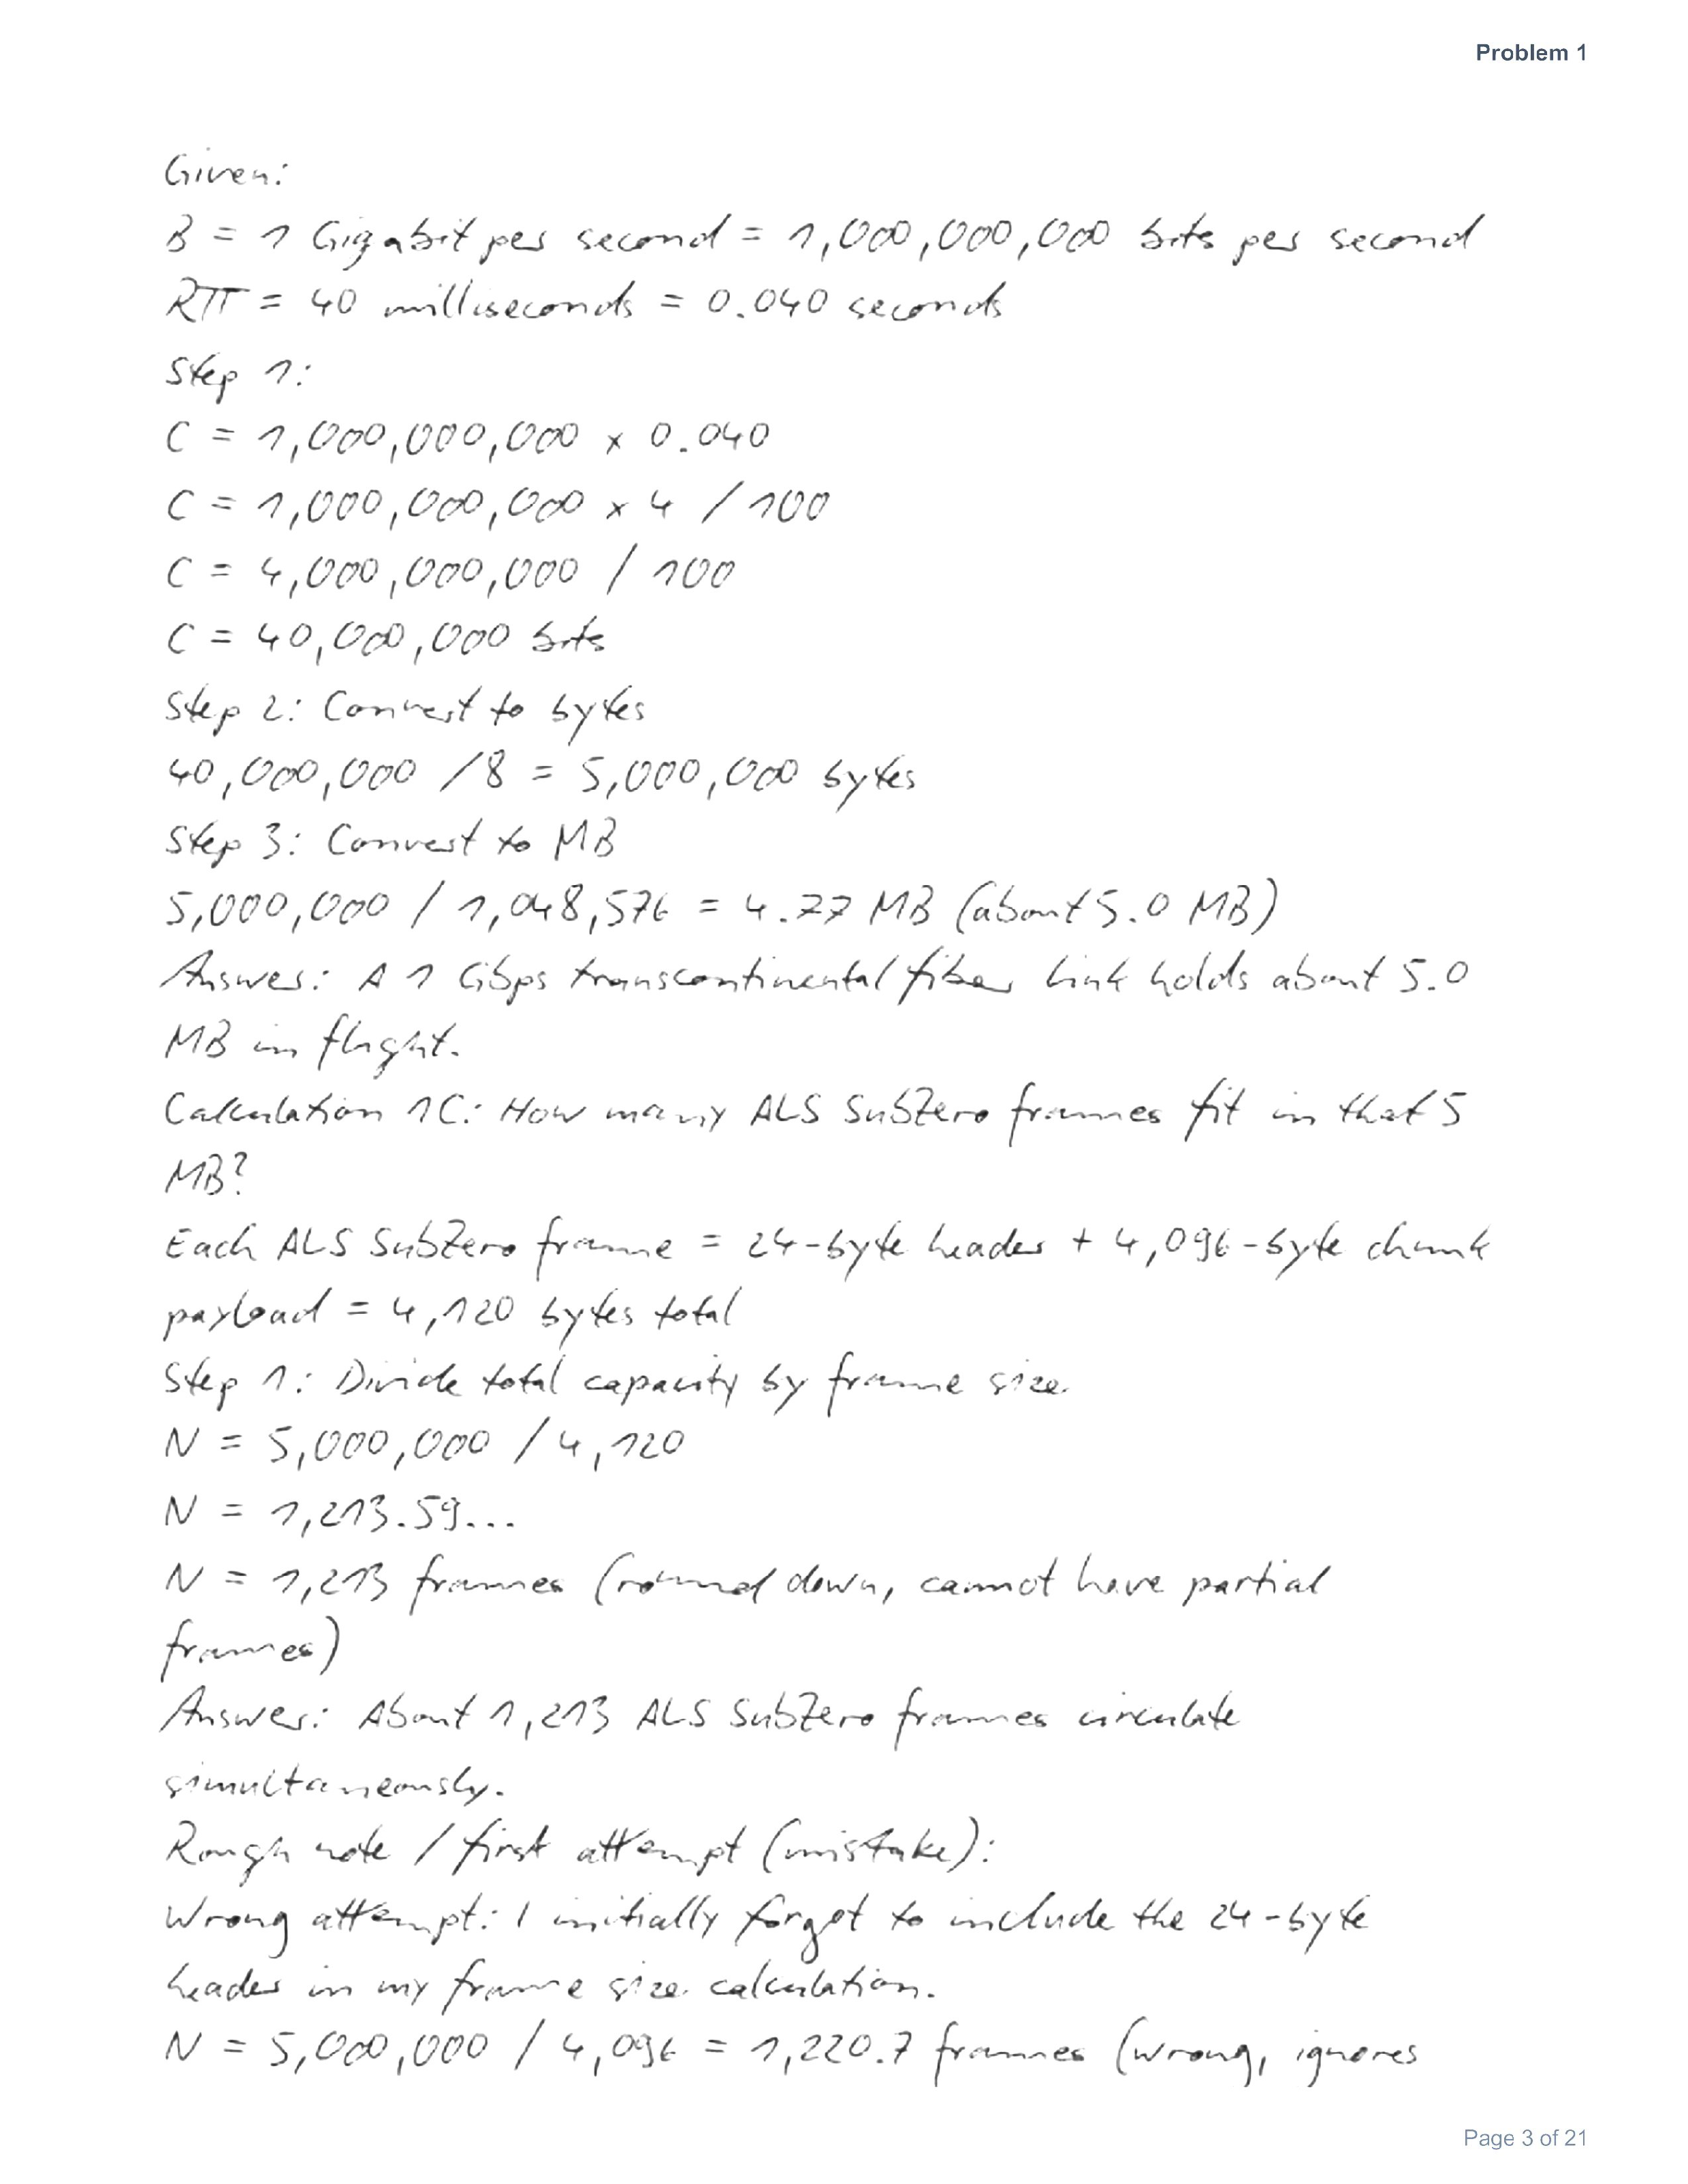 Problem 1
Given:
B = 1 Gigabit per second = 1,000,000,000 bits per second
RTT = 40 milliseconds = 0.040 seconds
Step 1:
C = 1,000,000,000 x 0.040
C = 1,000,000,000 x 4 / 100
C = 4,000,000,000 / 100
C = 40,000,000 bits
Step 2: Convert to bytes
40,000,000 /8 = 5,000,000 bytes
Step 3: Convert to MB
5,000,000 / 1,048,576 = 4.77 MB (about 5.0 MB)
Answer: A 1 Gbps transcontinental fiber link holds about 5.0
MB in flight.
Calculation 1C: How many ALS SubZero frames fit in that 5
MB?
Each ALS SubZero frame = 24-byte header + 4,096-byte chunk
payload = 4,120 bytes total
Step 1: Divide total capacity by frame size.
N = 5,000,000 / 4,120
N = 1,213.59...
N = 1,213 frames (round down, cannot have partial
frames)
Answer: About 1,213 ALS SubZero frames circulate
simultaneously.
Rough note / first attempt (mistake):
Wrong attempt: I initially forgot to include the 24-byte
header in my frame size calculation.
N = 5,000,000 / 4,096 = 1,220.7 frames (wrong, ignores
Page 3 of 21